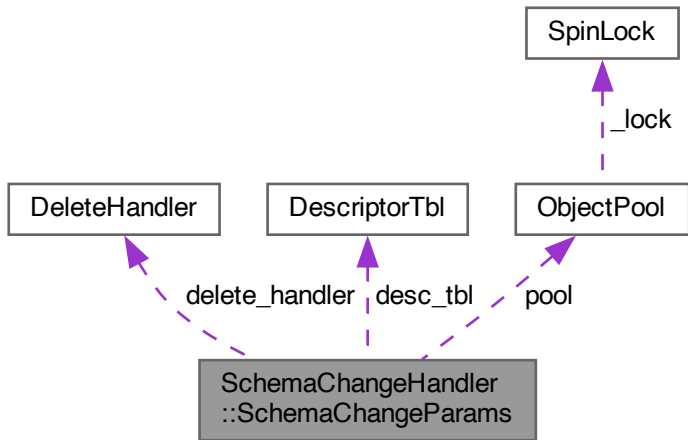 SpinLock
_lock
DeleteHandler
DescriptorTbl
ObjectPool
delete_handler
desc_tbl
pool
SchemaChangeHandler
::SchemaChangeParams